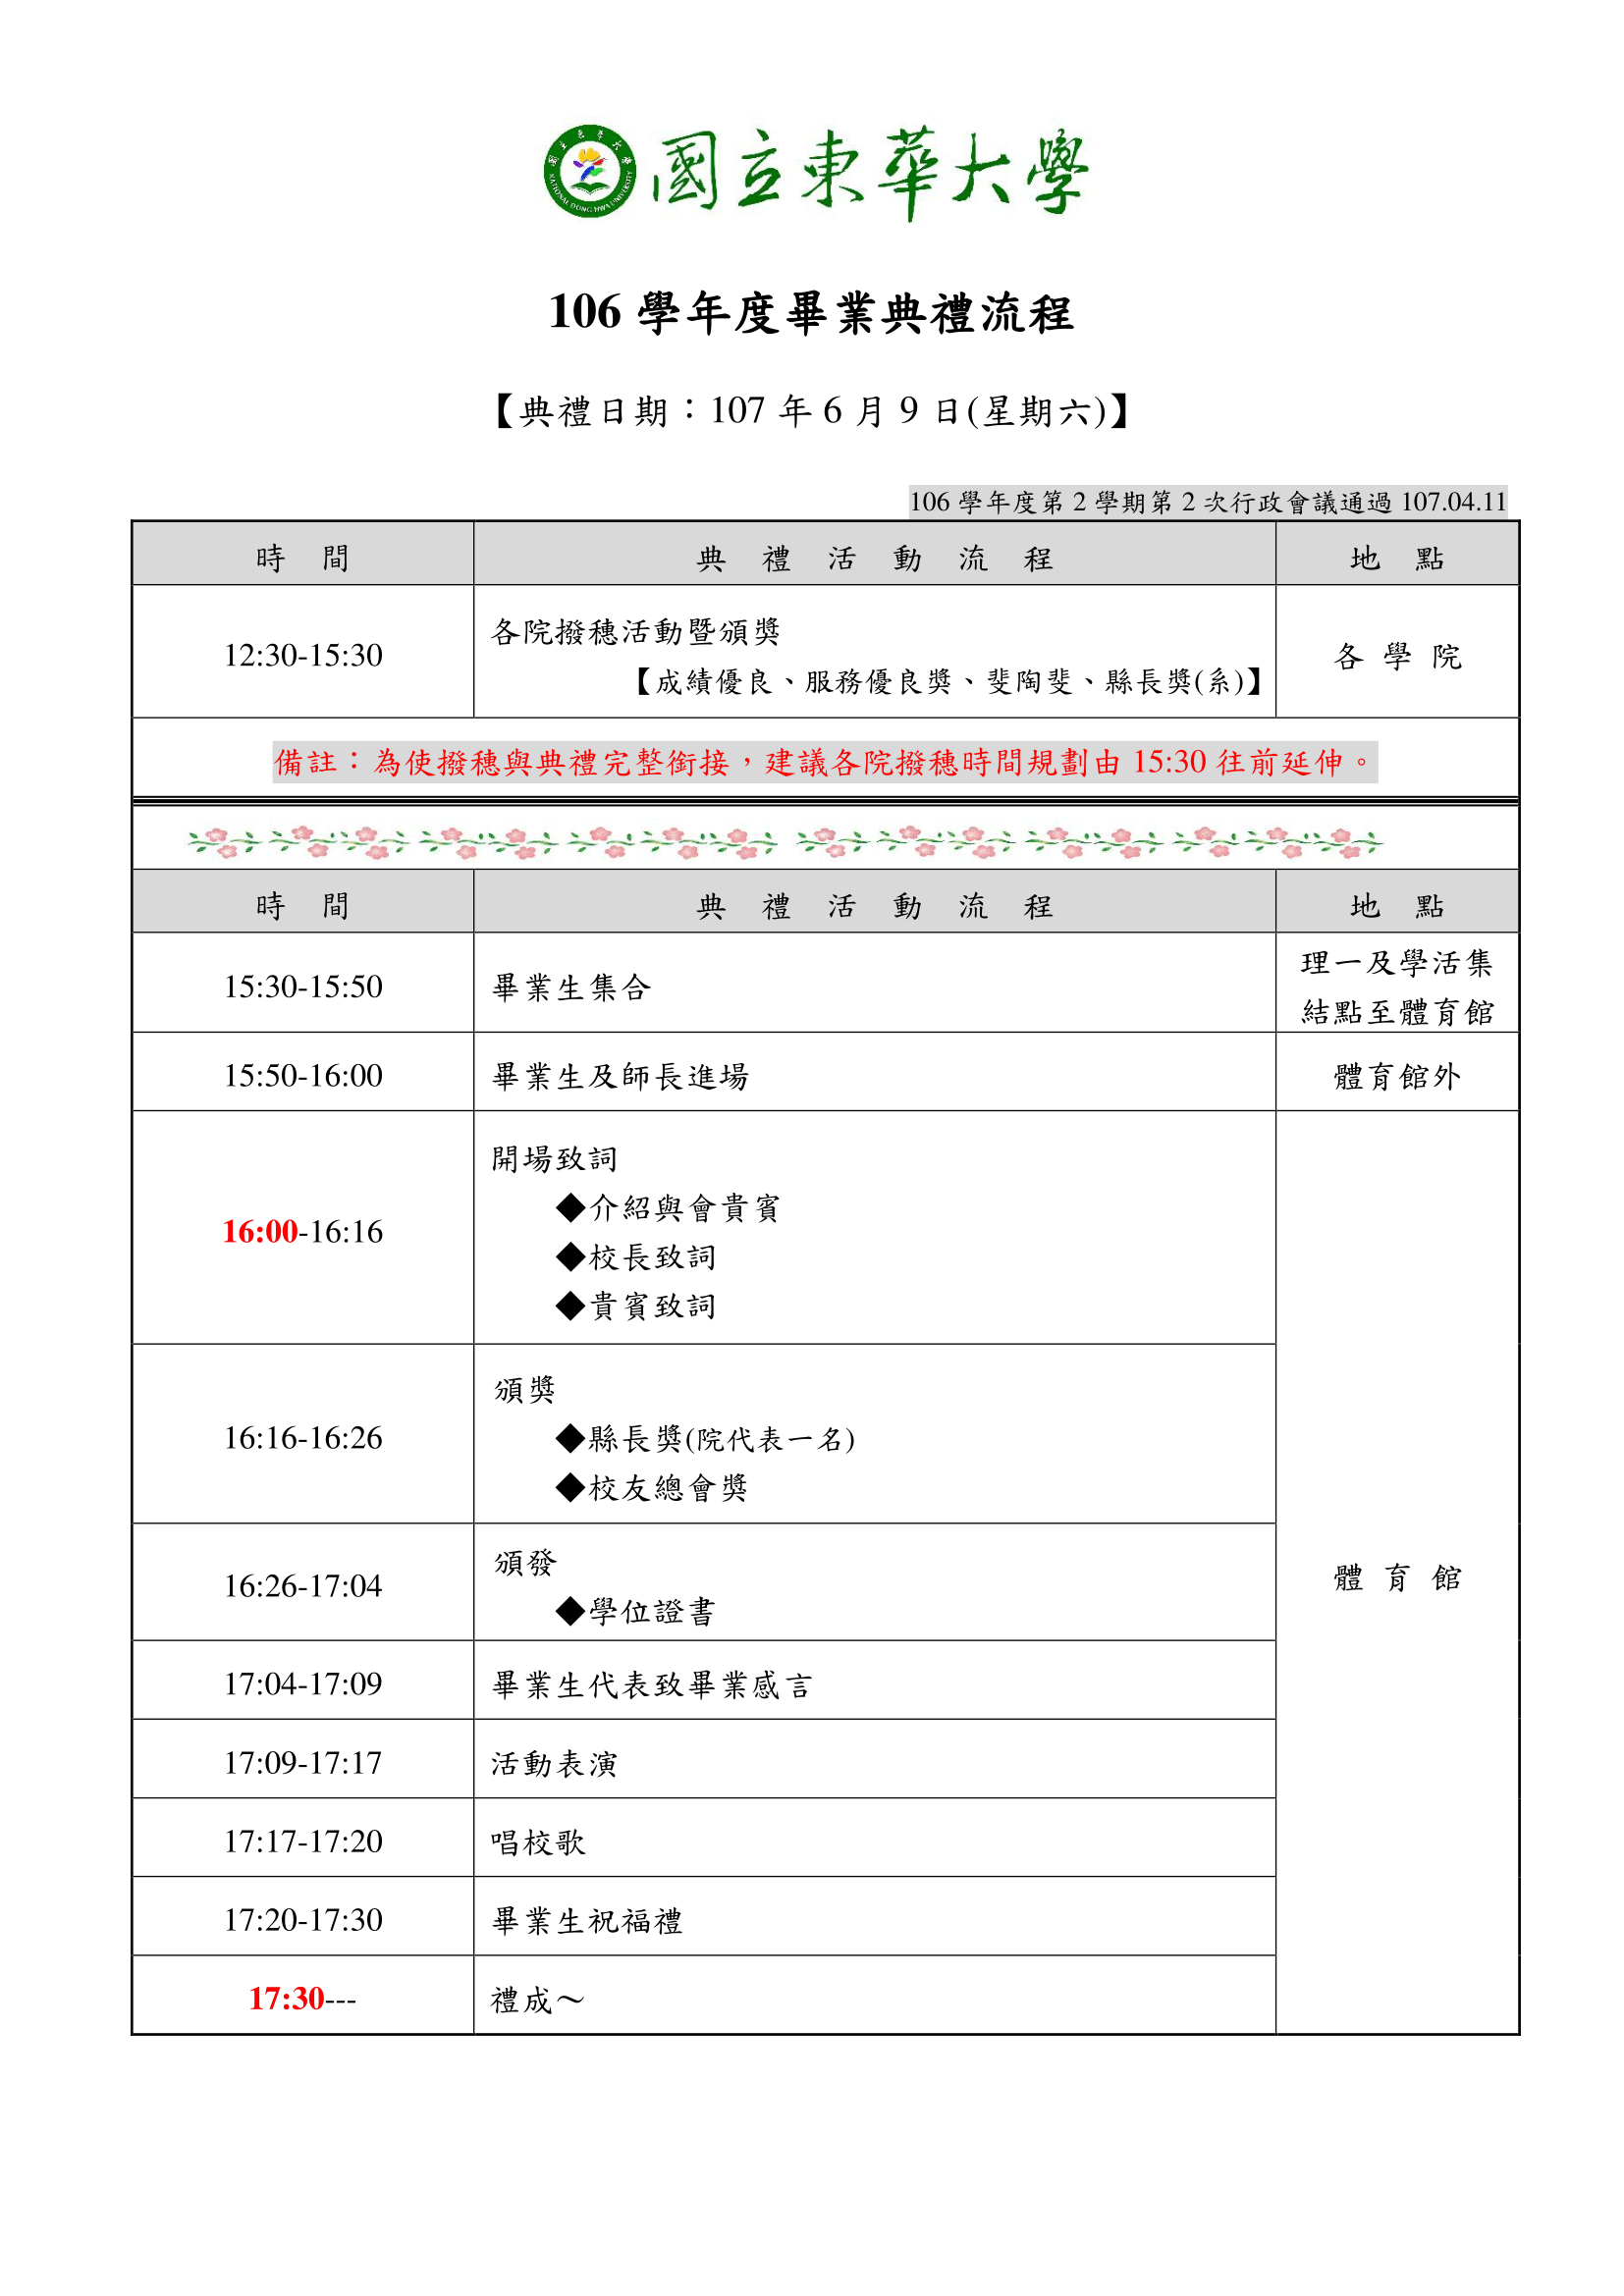 國立東華大學
NATIONAL DONG HWA UNIVERSITY
國立東華大學
106 學年度畢業典禮流程
【典禮日期：107 年 6 月 9 日(星期六)】
106 學年度第 2 學期第 2 次行政會議通過 107.04.11
時 間 典 禮 活 動 流 程 地 點
12:30-15:30 各院撥穗活動暨頒獎 各 學 院
【成績優良、服務優良獎、斐陶斐、縣長獎(系)】
備註：為使撥穗與典禮完整銜接，建議各院撥穗時間規劃由 15:30 往前延伸。
時 間 典 禮 活 動 流 程 地 點
15:30-15:50 畢業生集合 理一及學活集
結點至體育館
15:50-16:00 畢業生及師長進場 體育館外
16:00-16:16 開場致詞
◆介紹與會貴賓
◆校長致詞
◆貴賓致詞
16:16-16:26 頒獎
◆縣長獎(院代表一名)
◆校友總會獎
16:26-17:04 頒發
◆學位證書
體 育 館
17:04-17:09 畢業生代表致畢業感言
17:09-17:17 活動表演
17:17-17:20 唱校歌
17:20-17:30 畢業生祝福禮
17:30--- 禮成～